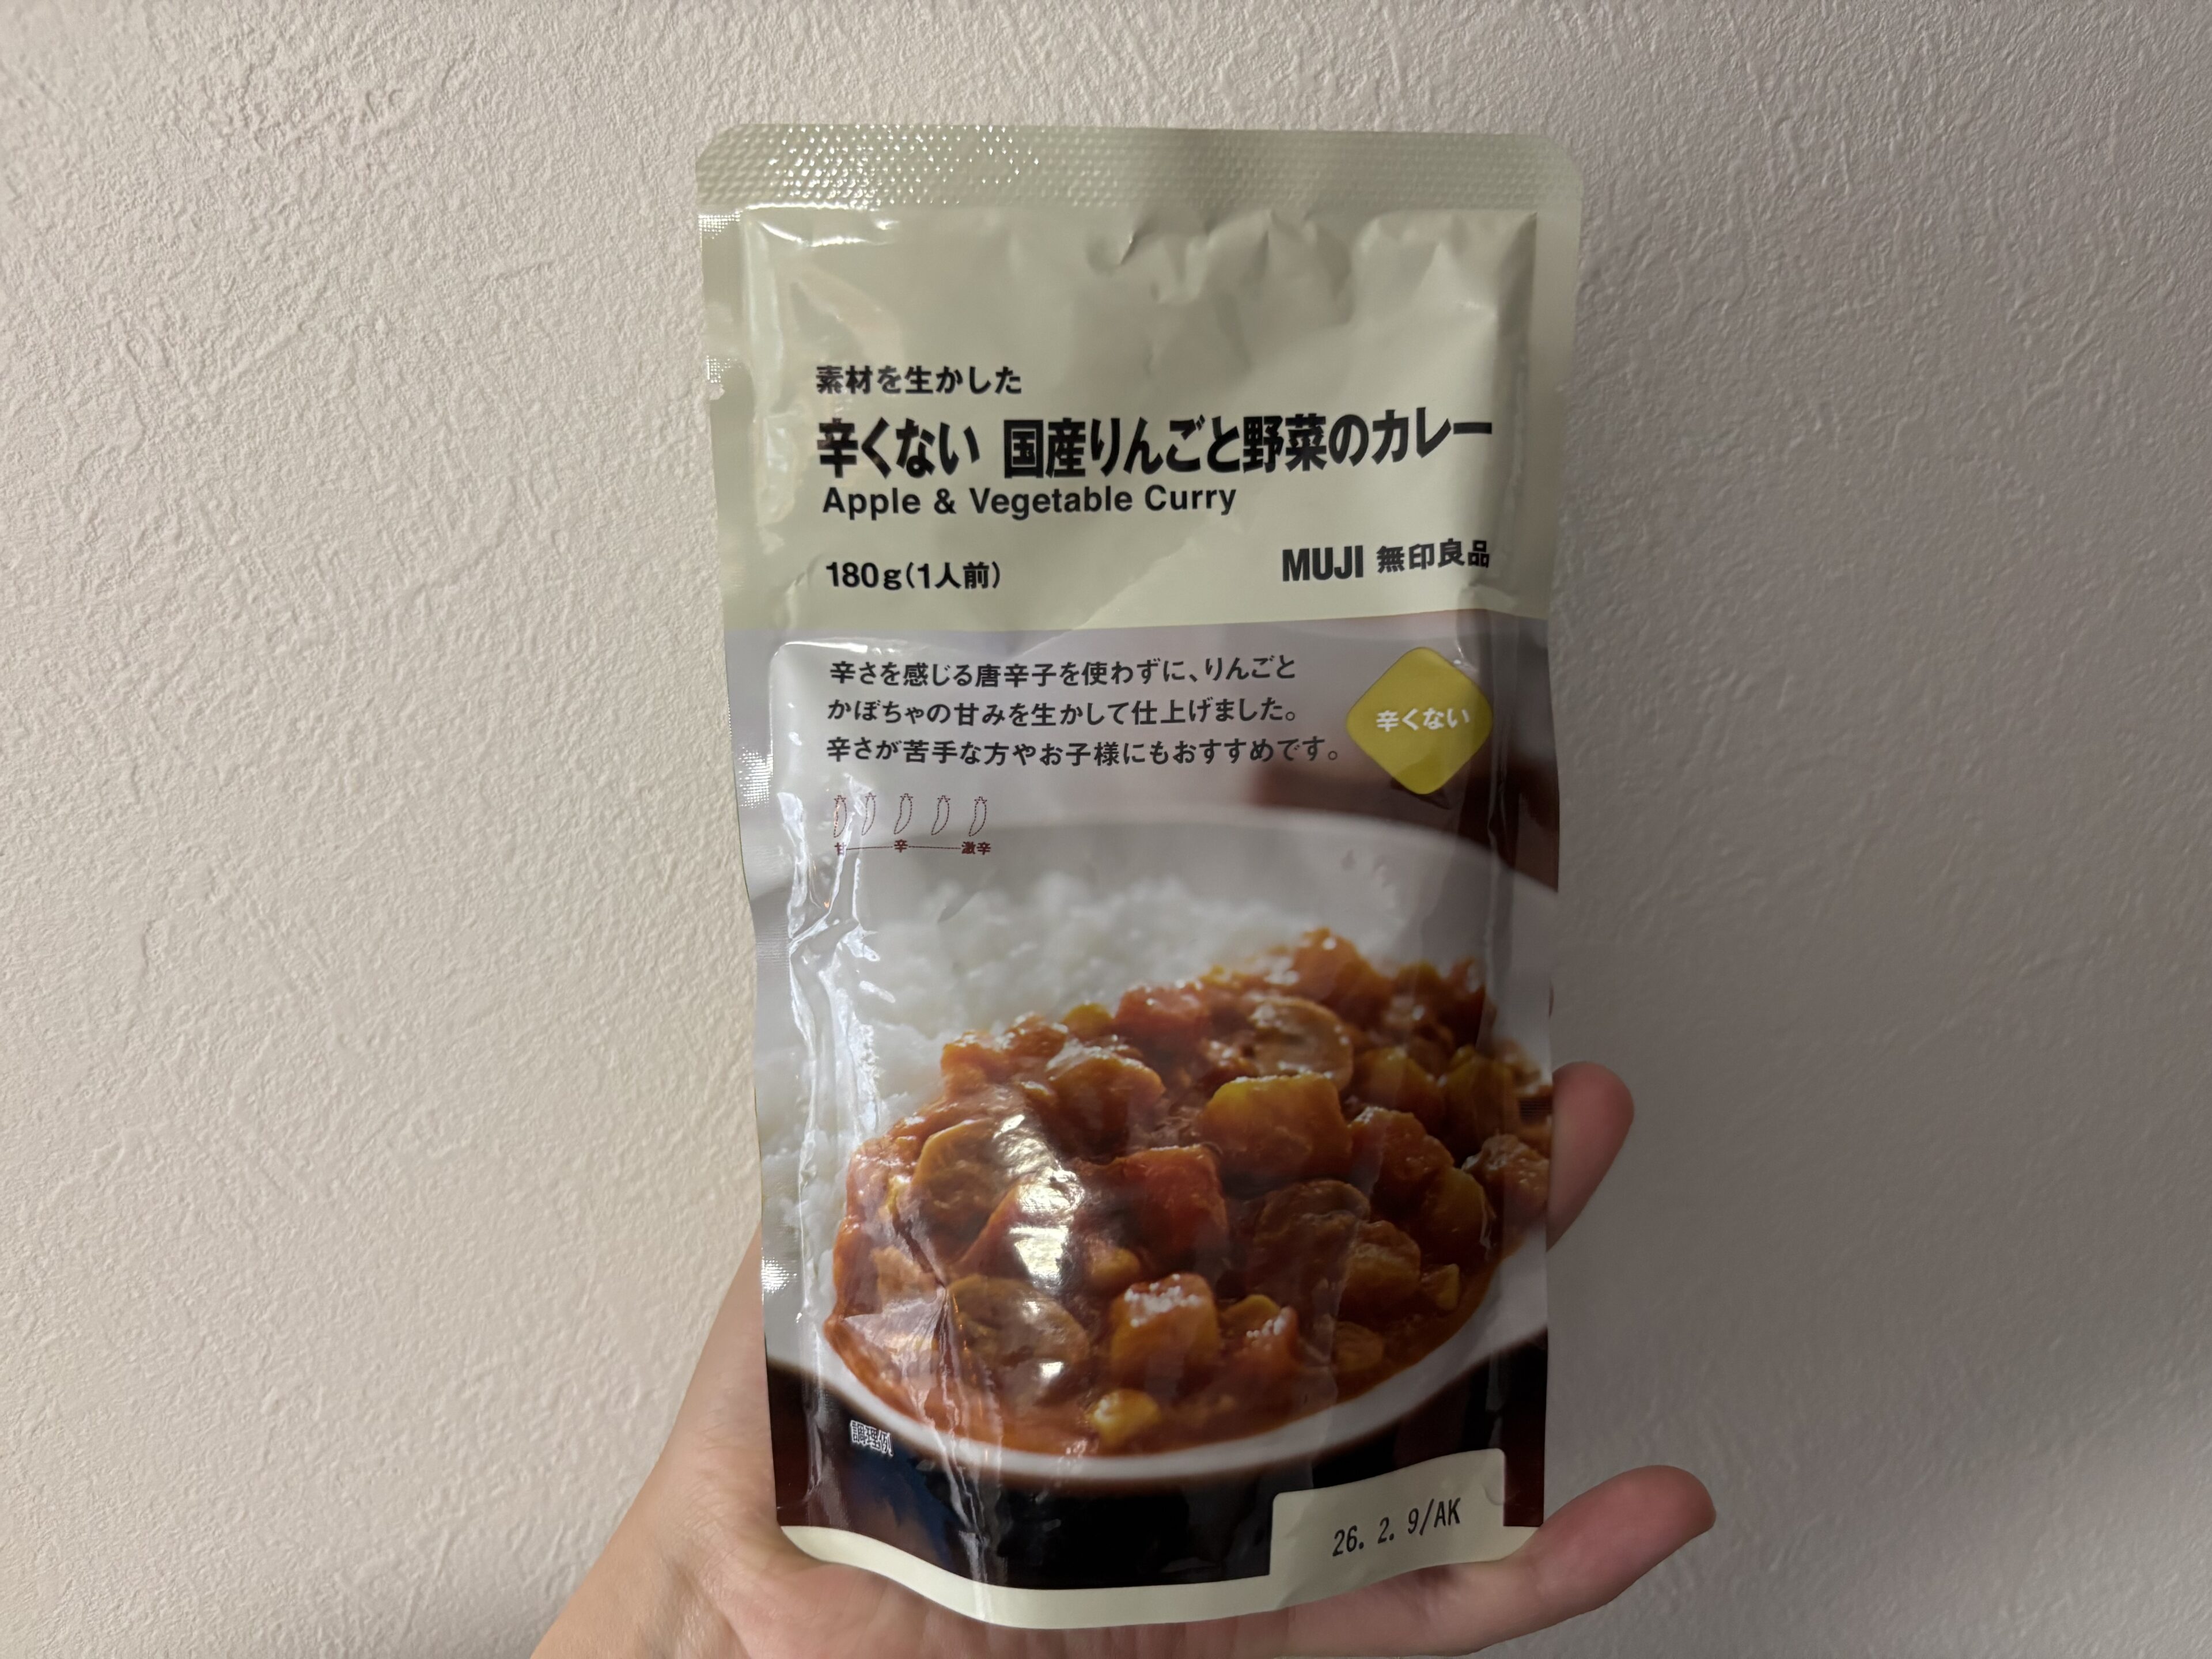 素材を生かした
辛くない 国産りんごと野菜のカレー
Apple & Vegetable Curry
180g(1人前)
MUJI 無印良品
辛さを感じる唐辛子を使わずに、りんごと
かぼちゃの甘みを生かして仕上げました。
辛さが苦手な方やお子様にもおすすめです。
辛くない
甘 辛 激辛
調理例
26. 2. 9/AK